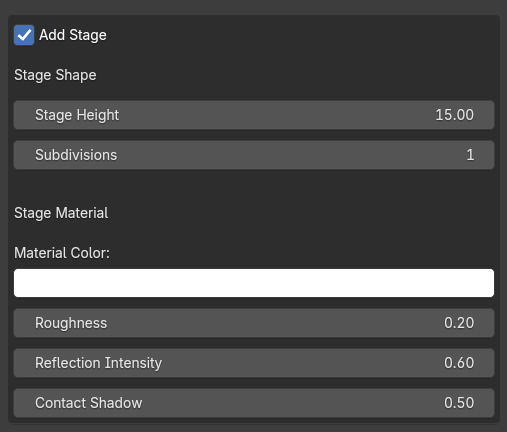 Add Stage
Stage Shape
Stage Height 15.00
Subdivisions 1
Stage Material
Material Color:
Roughness 0.20
Reflection Intensity 0.60
Contact Shadow 0.50